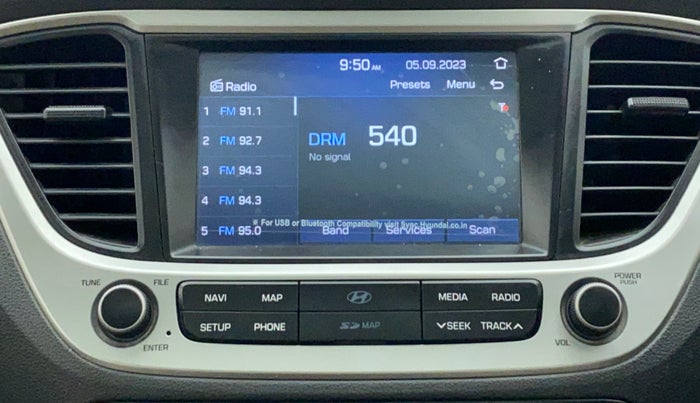 9:50 AM 05.09.2023
Radio
Presets Menu
1 FM 91.1
2 FM 92.7
3 FM 94.3
4 FM 94.3
5 FM 95.0
DRM 540
No signal
※ For USB or Bluetooth Compatibility visit Sync.Hyundai.co.in
Band Services Scan
TUNE FILE
ENTER
NAVI MAP
SETUP PHONE
SD MAP
MEDIA RADIO
SEEK TRACK
POWER
PUSH
VOL